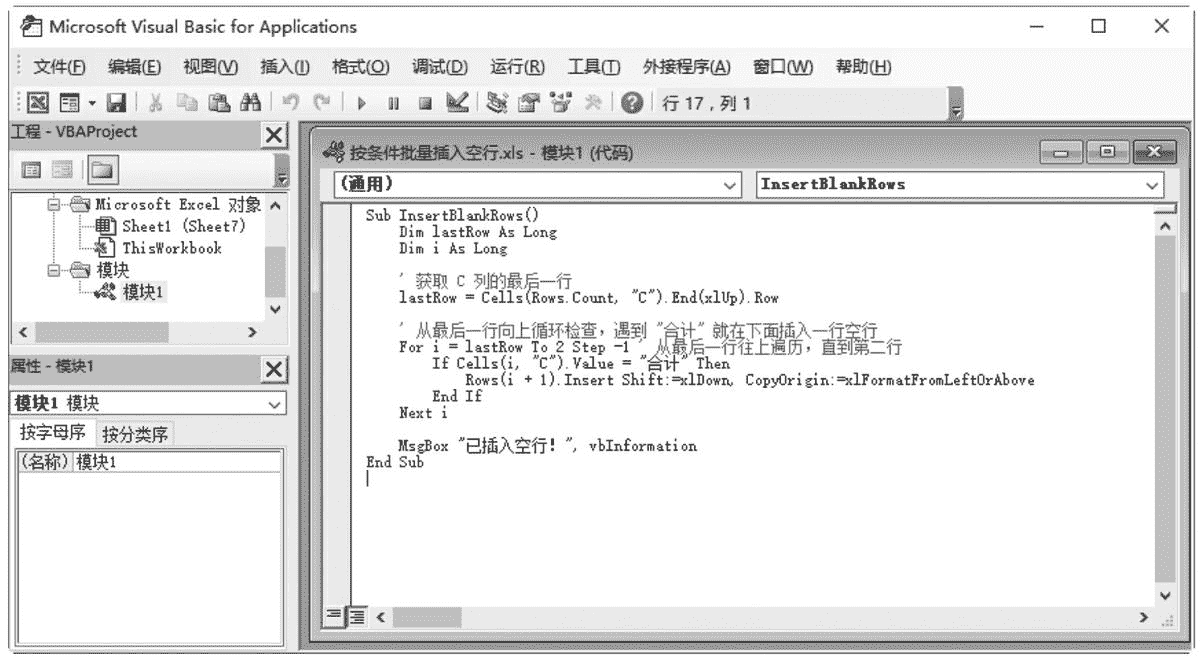 Microsoft Visual Basic for Applications
文件(F) 编辑(E) 视图(V) 插入(I) 格式(O) 调试(D) 运行(R) 工具(T) 外接程序(A) 窗口(W) 帮助(H)
行 17 , 列 1
工程 - VBAProject
Microsoft Excel 对象
Sheet1 (Sheet7)
ThisWorkbook
模块
模块1
属性 - 模块1
模块1 模块
按字母序 按分类序
(名称) 模块1
按条件批量插入空行.xls - 模块1 (代码)
(通用) InsertBlankRows
Sub InsertBlankRows()
    Dim lastRow As Long
    Dim i As Long
    ' 获取 C 列的最后一行
    lastRow = Cells(Rows.Count, "C").End(xlUp).Row
    ' 从最后一行向上循环检查，遇到 "合计" 就在下面插入一行空行
    For i = lastRow To 2 Step -1 ' 从最后一行往上遍历，直到第二行
        If Cells(i, "C").Value = "合计" Then
            Rows(i + 1).Insert Shift:=xlDown, CopyOrigin:=xlFormatFromLeftOrAbove
        End If
    Next i
    MsgBox "已插入空行！", vbInformation
End Sub